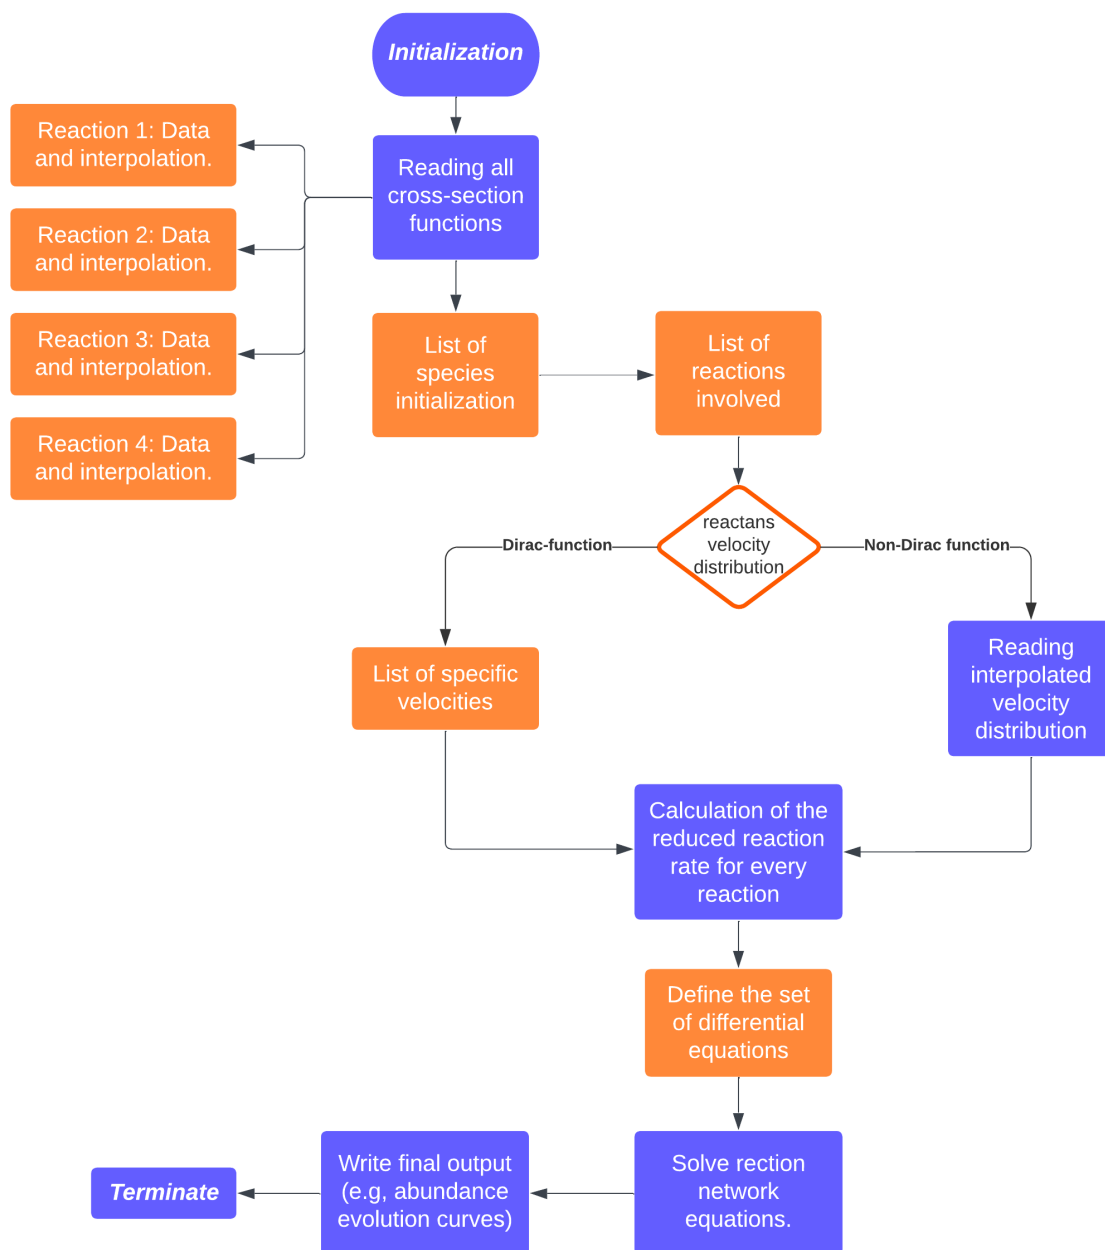 Initialization
Reading all
cross-section
functions
Reaction 1: Data
and interpolation.
Reaction 2: Data
and interpolation.
Reaction 3: Data
and interpolation.
Reaction 4: Data
and interpolation.
List of
species
initialization
List of
reactions
involved
reactans
velocity
distribution
Dirac-function
Non-Dirac function
List of specific
velocities
Reading
interpolated
velocity
distribution
Calculation of the
reduced reaction
rate for every
reaction
Define the set
of differential
equations
Solve rection
network
equations.
Write final output
(e.g, abundance
evolution curves)
Terminate